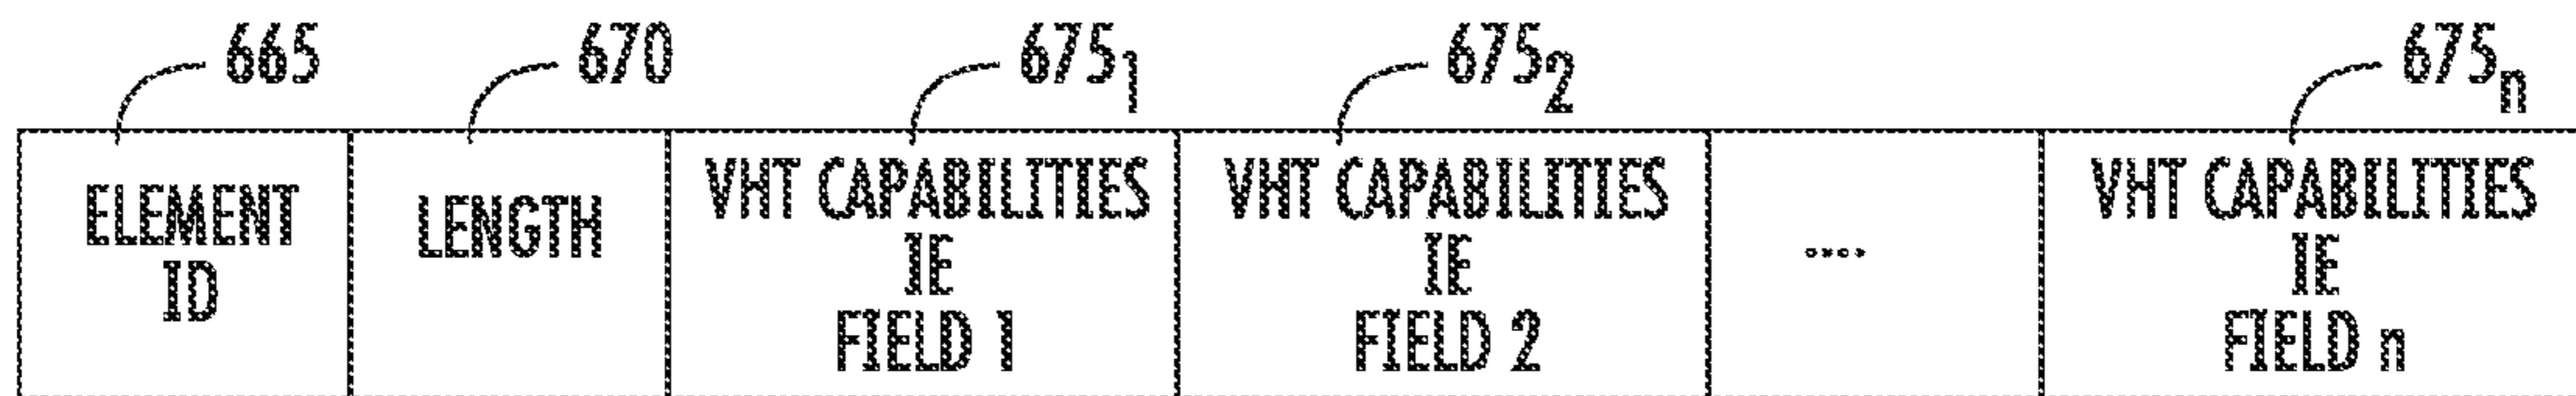 665 670 675₁ 675₂ 675ₙ
ELEMENT ID
LENGTH
VHT CAPABILITIES
IE
FIELD 1
VHT CAPABILITIES
IE
FIELD 2
....
VHT CAPABILITIES
IE
FIELD n